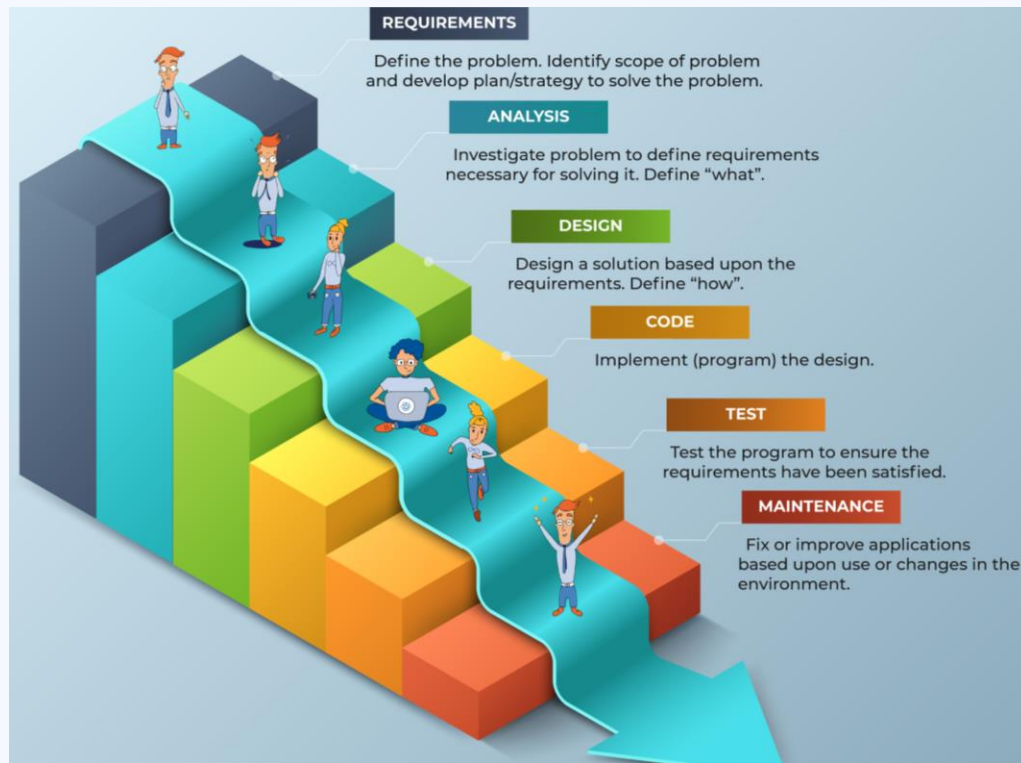 REQUIREMENTS
Define the problem. Identify scope of problem
and develop plan/strategy to solve the problem.
ANALYSIS
Investigate problem to define requirements
necessary for solving it. Define “what”.
DESIGN
Design a solution based upon the
requirements. Define “how”.
CODE
Implement (program) the design.
TEST
Test the program to ensure the
requirements have been satisfied.
MAINTENANCE
Fix or improve applications
based upon use or changes in the
environment.